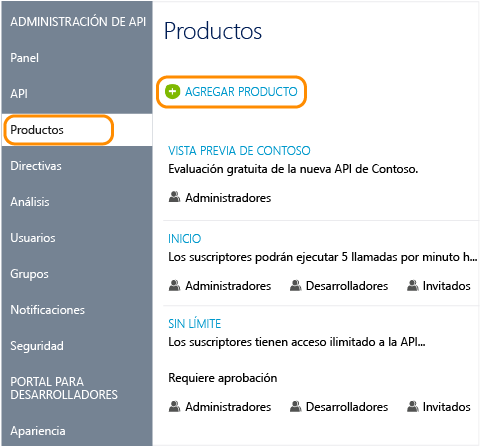 ADMINISTRACIÓN DE API
Panel
API
Productos
Directivas
Análisis
Usuarios
Grupos
Notificaciones
Seguridad
PORTAL PARA
DESARROLLADORES
Apariencia
Productos
AGREGAR PRODUCTO
VISTA PREVIA DE CONTOSO
Evaluación gratuita de la nueva API de Contoso.
Administradores
INICIO
Los suscriptores podrán ejecutar 5 llamadas por minuto h...
Administradores Desarrolladores Invitados
SIN LÍMITE
Los suscriptores tienen acceso ilimitado a la API...
Requiere aprobación
Administradores Desarrolladores Invitados